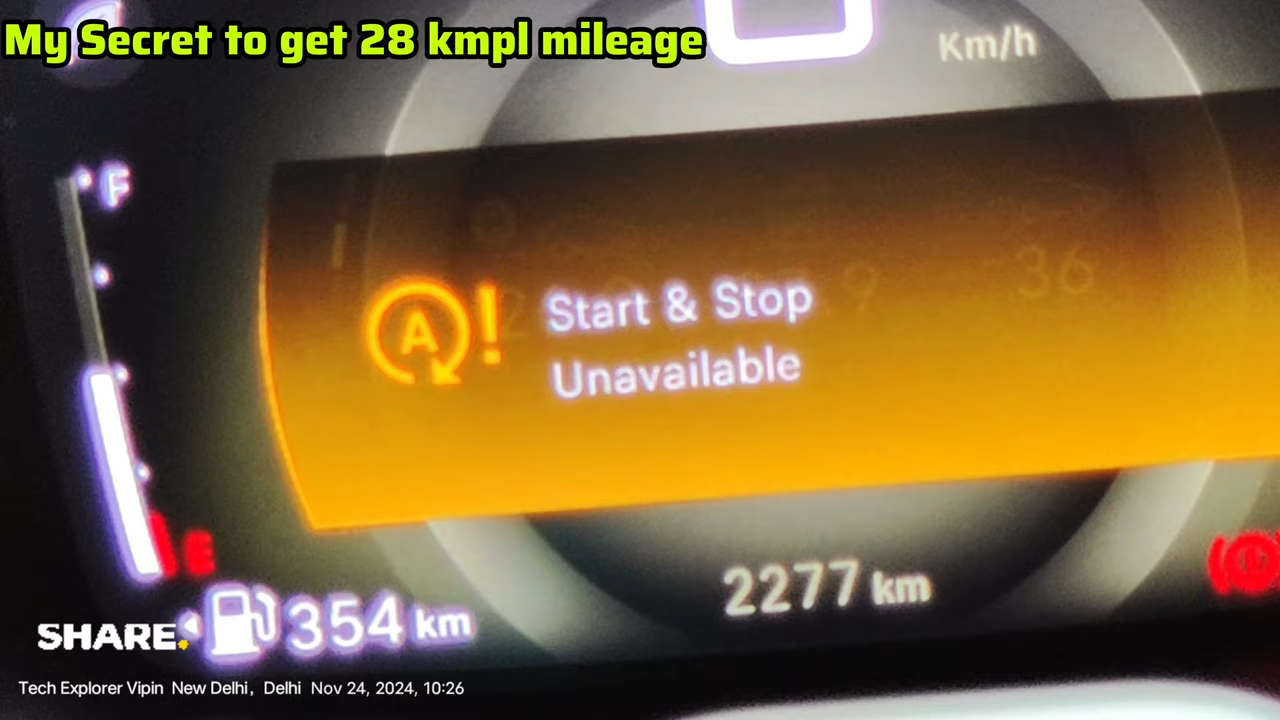 My Secret to get 28 kmpl mileage
Km/h
F
36
Start & Stop
Unavailable
E
2277 km
354 km
SHARE.
Tech Explorer Vipin New Delhi, Delhi Nov 24, 2024, 10:26